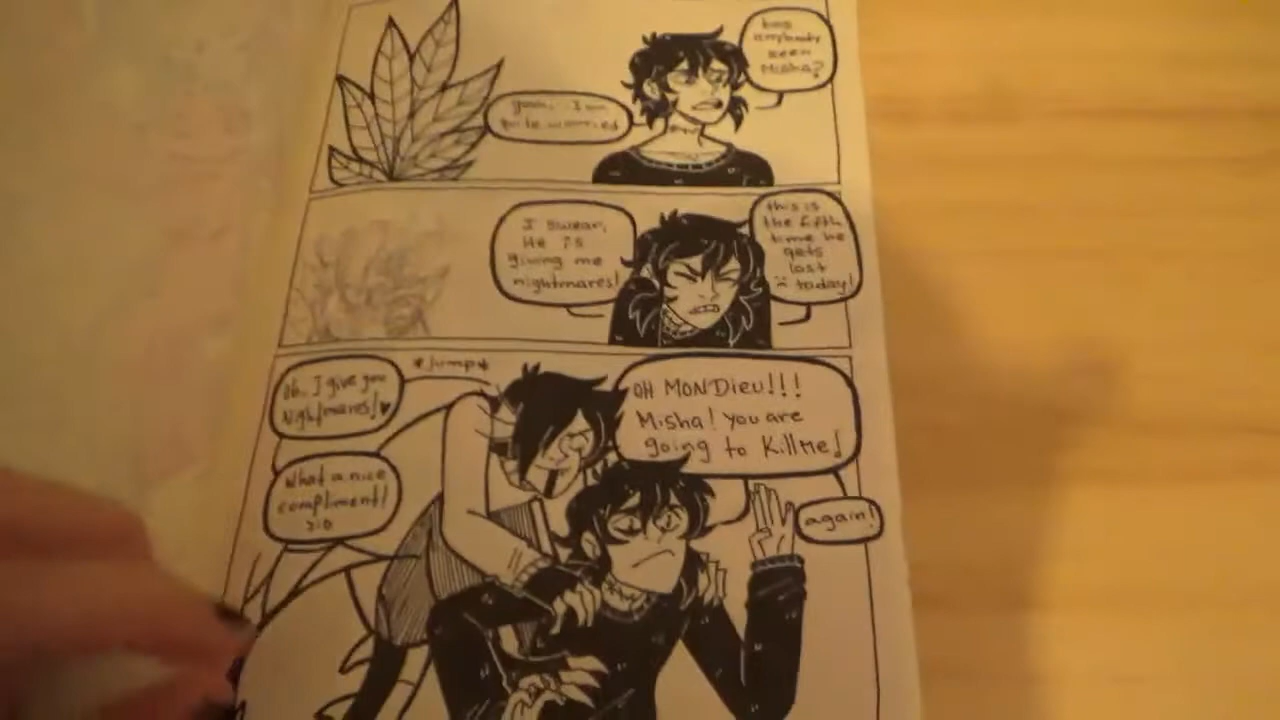 has
anybody
seen
Misha?
gosh.. I am
quite worried
I swear,
He is
giving me
nightmares!
this is
the fifth
time he
gets
lost
today!
*jump*
Oh.. I give you
Nightmares!♥
What a nice
compliment!
OH MON Dieu!!!
Misha! you are
going to Kill me!
again!